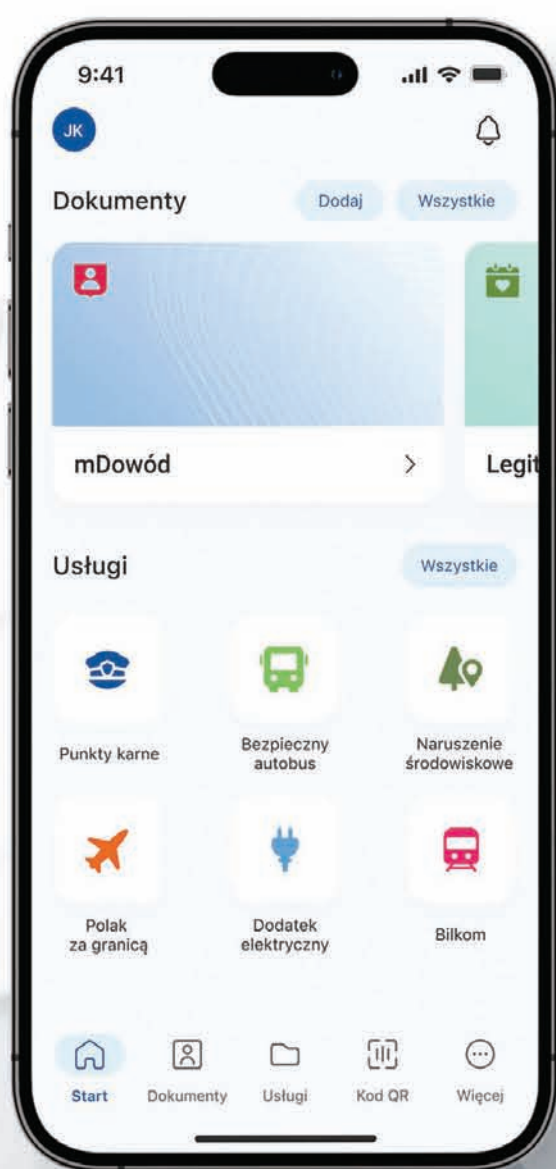 9:41
JK
Dokumenty
Dodaj
Wszystkie
mDowód
Legit
Usługi
Wszystkie
Punkty karne
Bezpieczny
autobus
Naruszenie
środowiskowe
Polak
za granicą
Dodatek
elektryczny
Bilkom
Start
Dokumenty
Usługi
Kod QR
Więcej